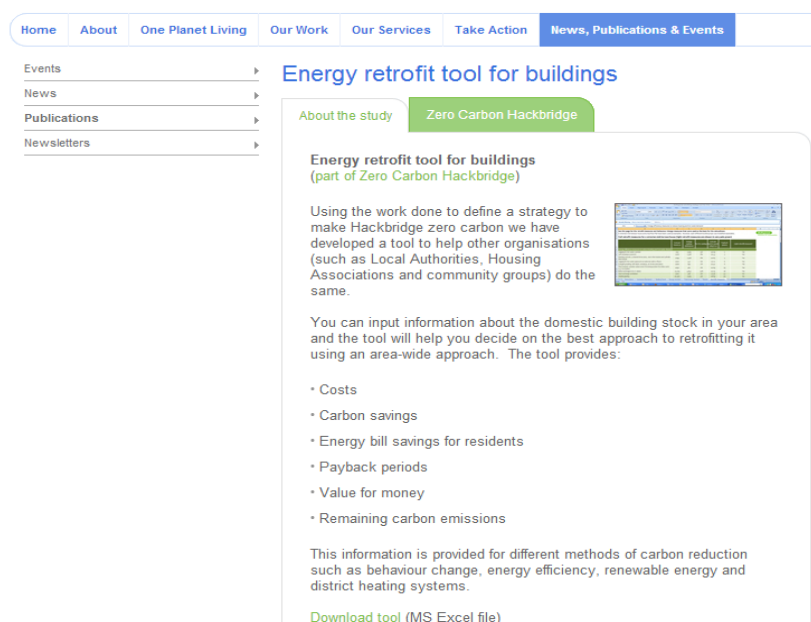 Home About One Planet Living Our Work Our Services Take Action News, Publications & Events
Events
News
Publications
Newsletters
Energy retrofit tool for buildings
About the study Zero Carbon Hackbridge
Energy retrofit tool for buildings
(part of Zero Carbon Hackbridge)
Using the work done to define a strategy to
make Hackbridge zero carbon we have
developed a tool to help other organisations
(such as Local Authorities, Housing
Associations and community groups) do the
same.
You can input information about the domestic building stock in your area
and the tool will help you decide on the best approach to retrofitting it
using an area-wide approach.  The tool provides:
• Costs
• Carbon savings
• Energy bill savings for residents
• Payback periods
• Value for money
• Remaining carbon emissions
This information is provided for different methods of carbon reduction
such as behaviour change, energy efficiency, renewable energy and
district heating systems.
Download tool (MS Excel file)